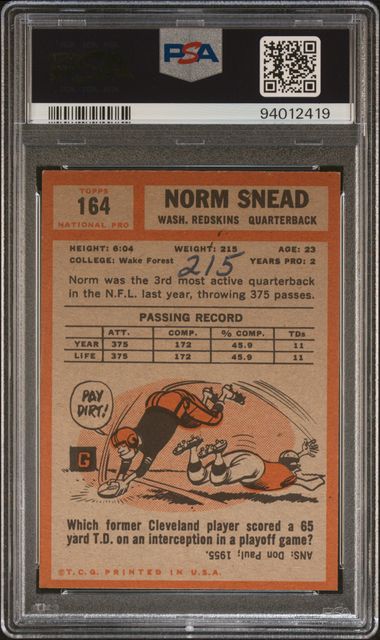 PSA
94012419
TOPPS
164
NATIONAL PRO
NORM SNEAD
WASH. REDSKINS QUARTERBACK
HEIGHT: 6:04 WEIGHT: 215 AGE: 23
COLLEGE: Wake Forest 215 YEARS PRO: 2
Norm was the 3rd most active quarterback
in the N.F.L. last year, throwing 375 passes.
PASSING RECORD
ATT. COMP. % COMP. TDs
YEAR 375 172 45.9 11
LIFE 375 172 45.9 11
PAY
DIRT!
G
Which former Cleveland player scored a 65
yard T.D. on an interception in a playoff game?
ANS: Don Paul; 1955.
©T.C.G. PRINTED IN U.S.A.